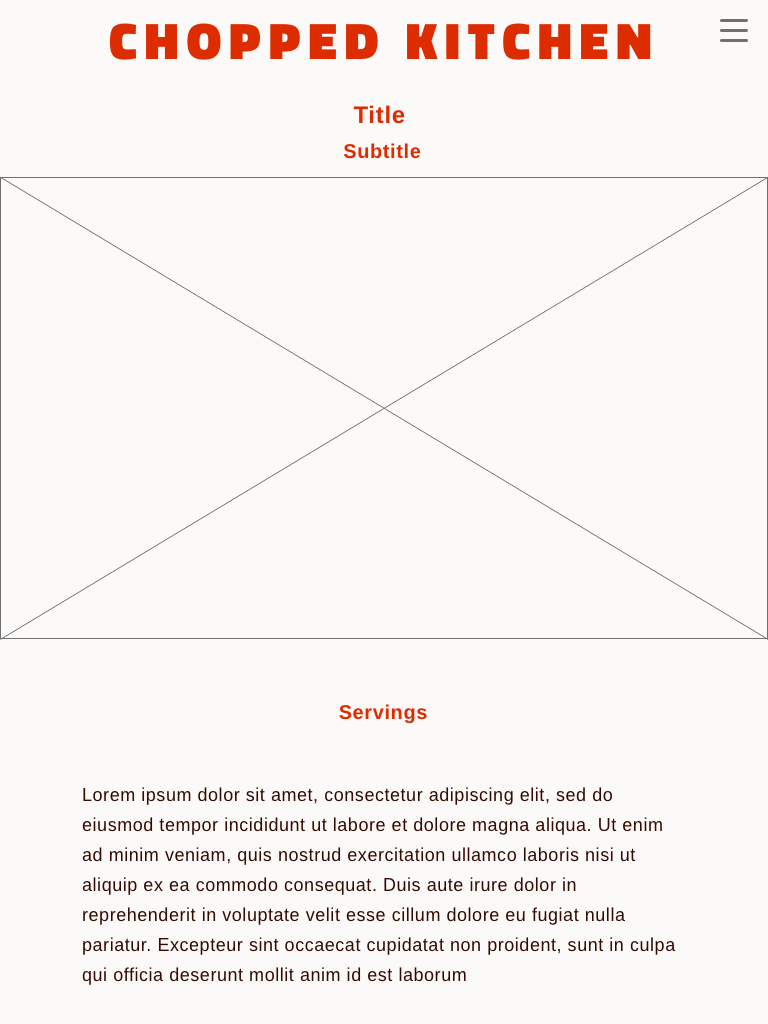 CHOPPED KITCHEN
Title
Subtitle
Servings
Lorem ipsum dolor sit amet, consectetur adipiscing elit, sed do
eiusmod tempor incididunt ut labore et dolore magna aliqua. Ut enim
ad minim veniam, quis nostrud exercitation ullamco laboris nisi ut
aliquip ex ea commodo consequat. Duis aute irure dolor in
reprehenderit in voluptate velit esse cillum dolore eu fugiat nulla
pariatur. Excepteur sint occaecat cupidatat non proident, sunt in culpa
qui officia deserunt mollit anim id est laborum